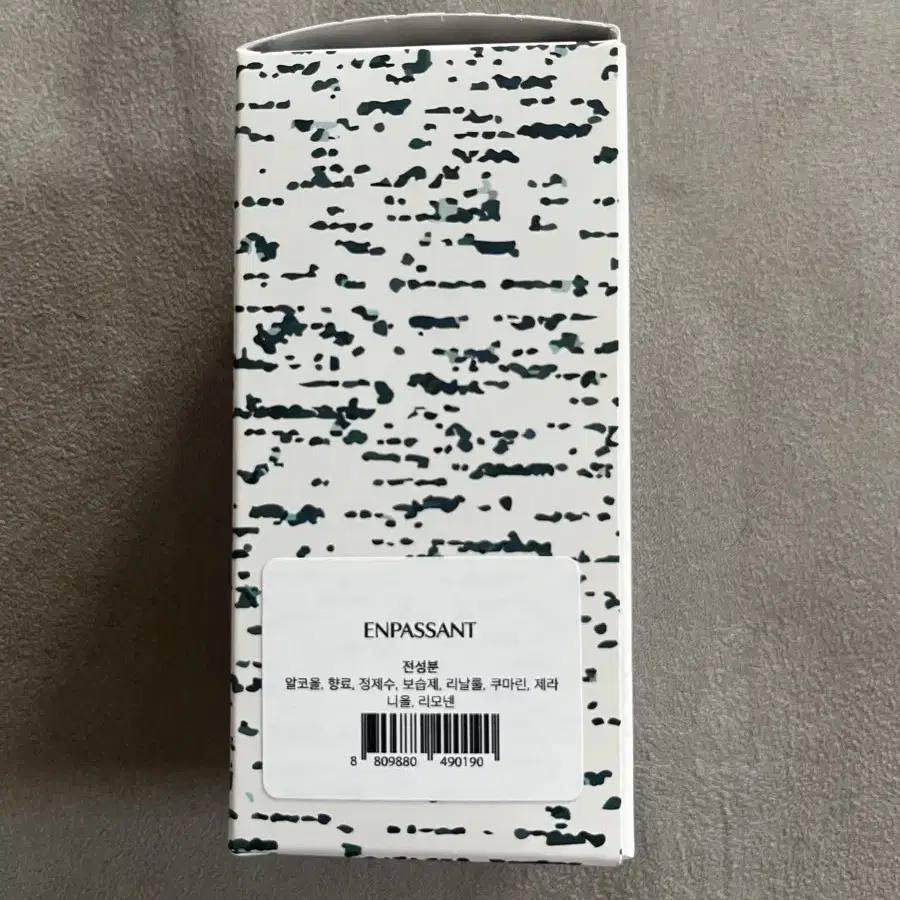 ENPASSANT
전성분
알코올, 향료, 정제수, 보습제, 리날룰, 쿠마린, 제라
니올, 리모넨
8 809880 490190